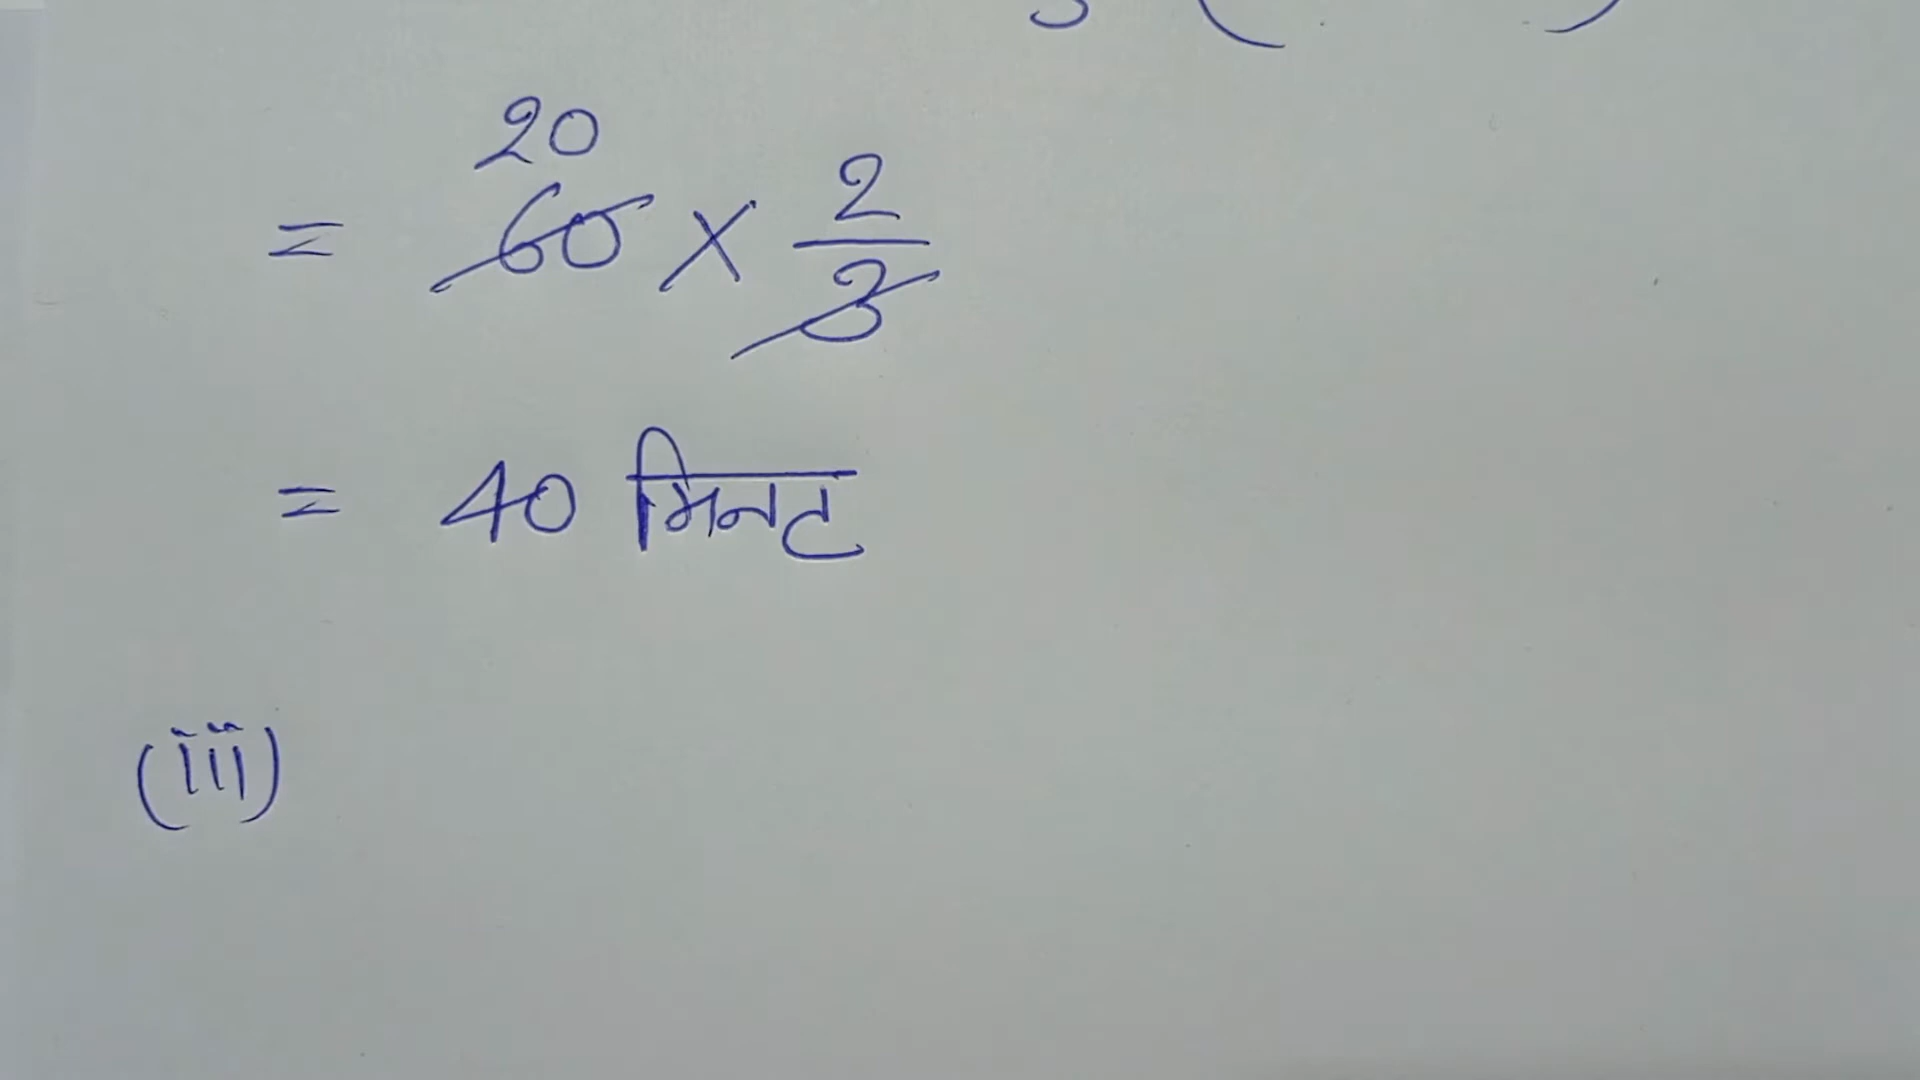 20
= 60 × 2/3
= 40 मिनट
(iii)